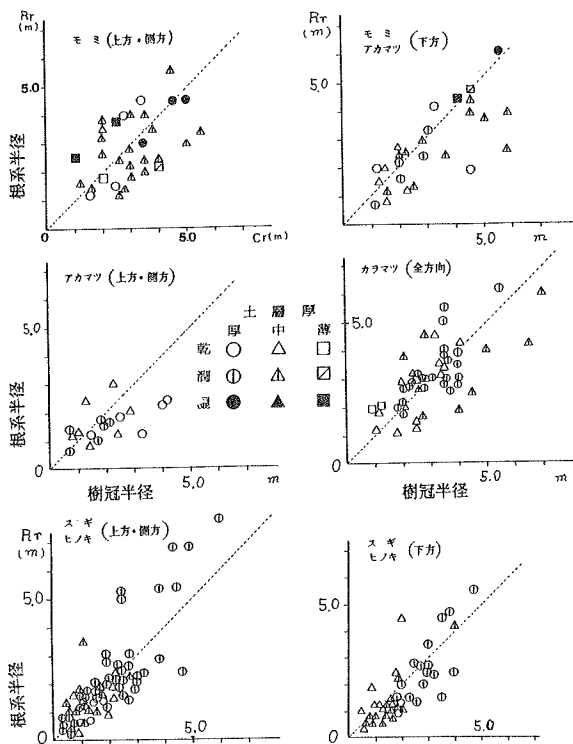 Rr
(m)
モミ (上方・側方)
5.0
根系半径
0
5.0
Cr(m)
Rr
(m)
モミ
アカマツ (下方)
5.0
0
5.0
m
アカマツ (上方・側方)
5.0
根系半径
0
5.0
m
樹冠半径
カラマツ (全方向)
5.0
0
5.0
m
樹冠半径
土層厚
厚 中 薄
乾
潤
湿
Rr
(m)
スギ
ヒノキ (上方・側方)
5.0
根系半径
0
5.0
スギ
ヒノキ (下方)
5.0
0
5.0
m